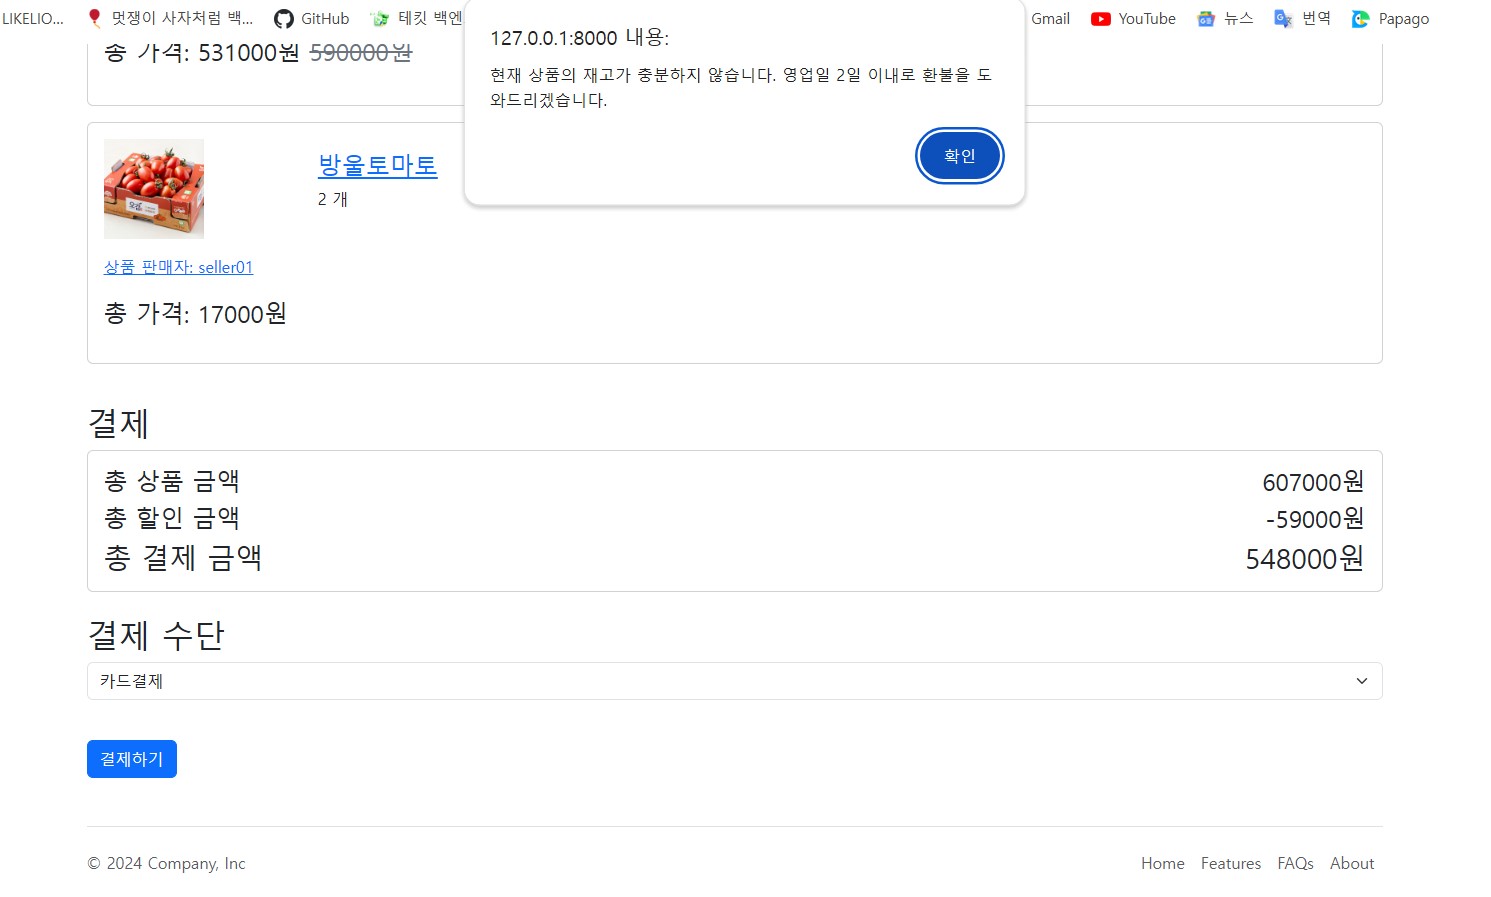 LIKELIO... 멋쟁이 사자처럼 백... GitHub 테킷 백엔 Gmail YouTube 뉴스 번역 Papago
127.0.0.1:8000 내용:
현재 상품의 재고가 충분하지 않습니다. 영업일 2일 이내로 환불을 도
와드리겠습니다.
확인
총 가격: 531000원 590000원
방울토마토
2 개
상품 판매자: seller01
총 가격: 17000원
결제
총 상품 금액 607000원
총 할인 금액 -59000원
총 결제 금액 548000원
결제 수단
카드결제
결제하기
© 2024 Company, Inc Home Features FAQs About